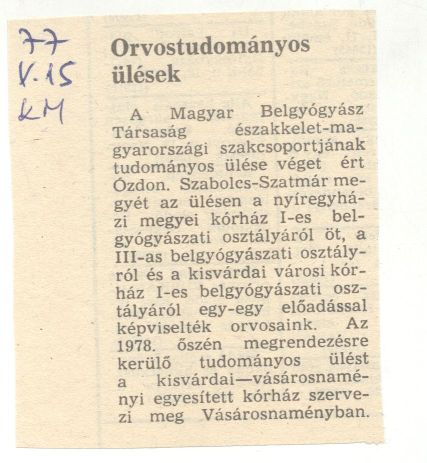 77
V.15
KM
Orvostudományos
ülések
A Magyar Belgyógyász
Társaság északkelet-ma-
gyarországi szakcsoportjának
tudományos ülése véget ért
Ózdon. Szabolcs-Szatmár me-
gyét az ülésen a nyíregyhá-
zi megyei kórház I-es bel-
gyógyászati osztályáról öt, a
III-as belgyógyászati osztály-
ról és a kisvárdai városi kór-
ház I-es belgyógyászati osz-
tályáról egy-egy előadással
képviselték orvosaink. Az
1978. őszén megrendezésre
kerülő tudományos ülést
a kisvárdai—vásárosnamé-
nyi egyesített kórház szerve-
zi meg Vásárosnaményban.